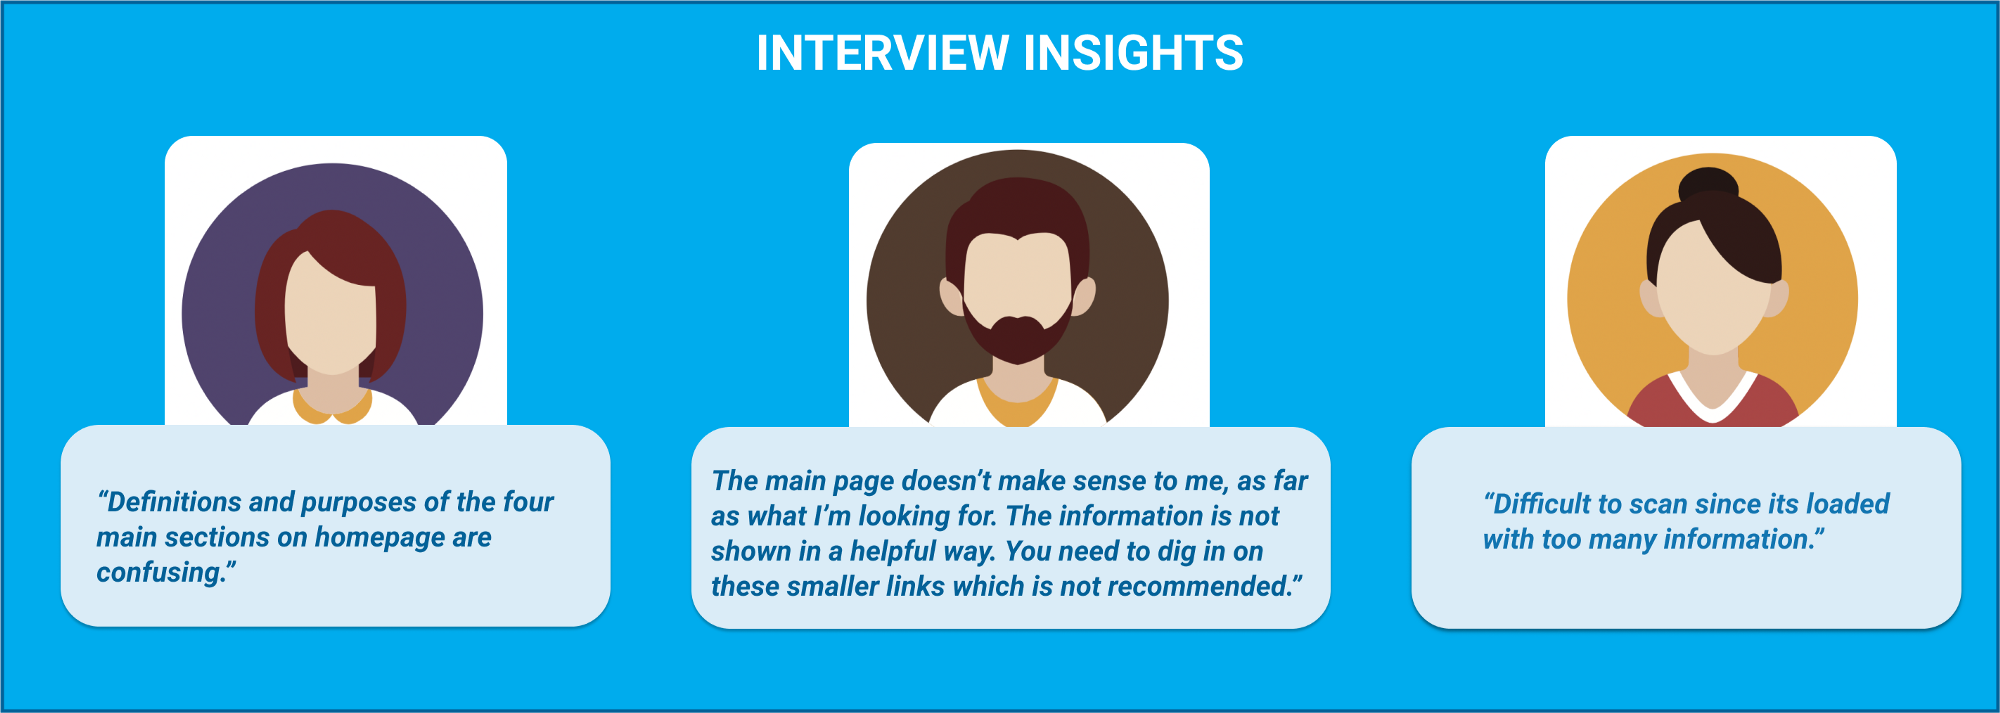 INTERVIEW INSIGHTS
“Definitions and purposes of the four
main sections on homepage are
confusing.”
The main page doesn’t make sense to me, as far
as what I’m looking for. The information is not
shown in a helpful way. You need to dig in on
these smaller links which is not recommended.”
“Difficult to scan since its loaded
with too many information.”